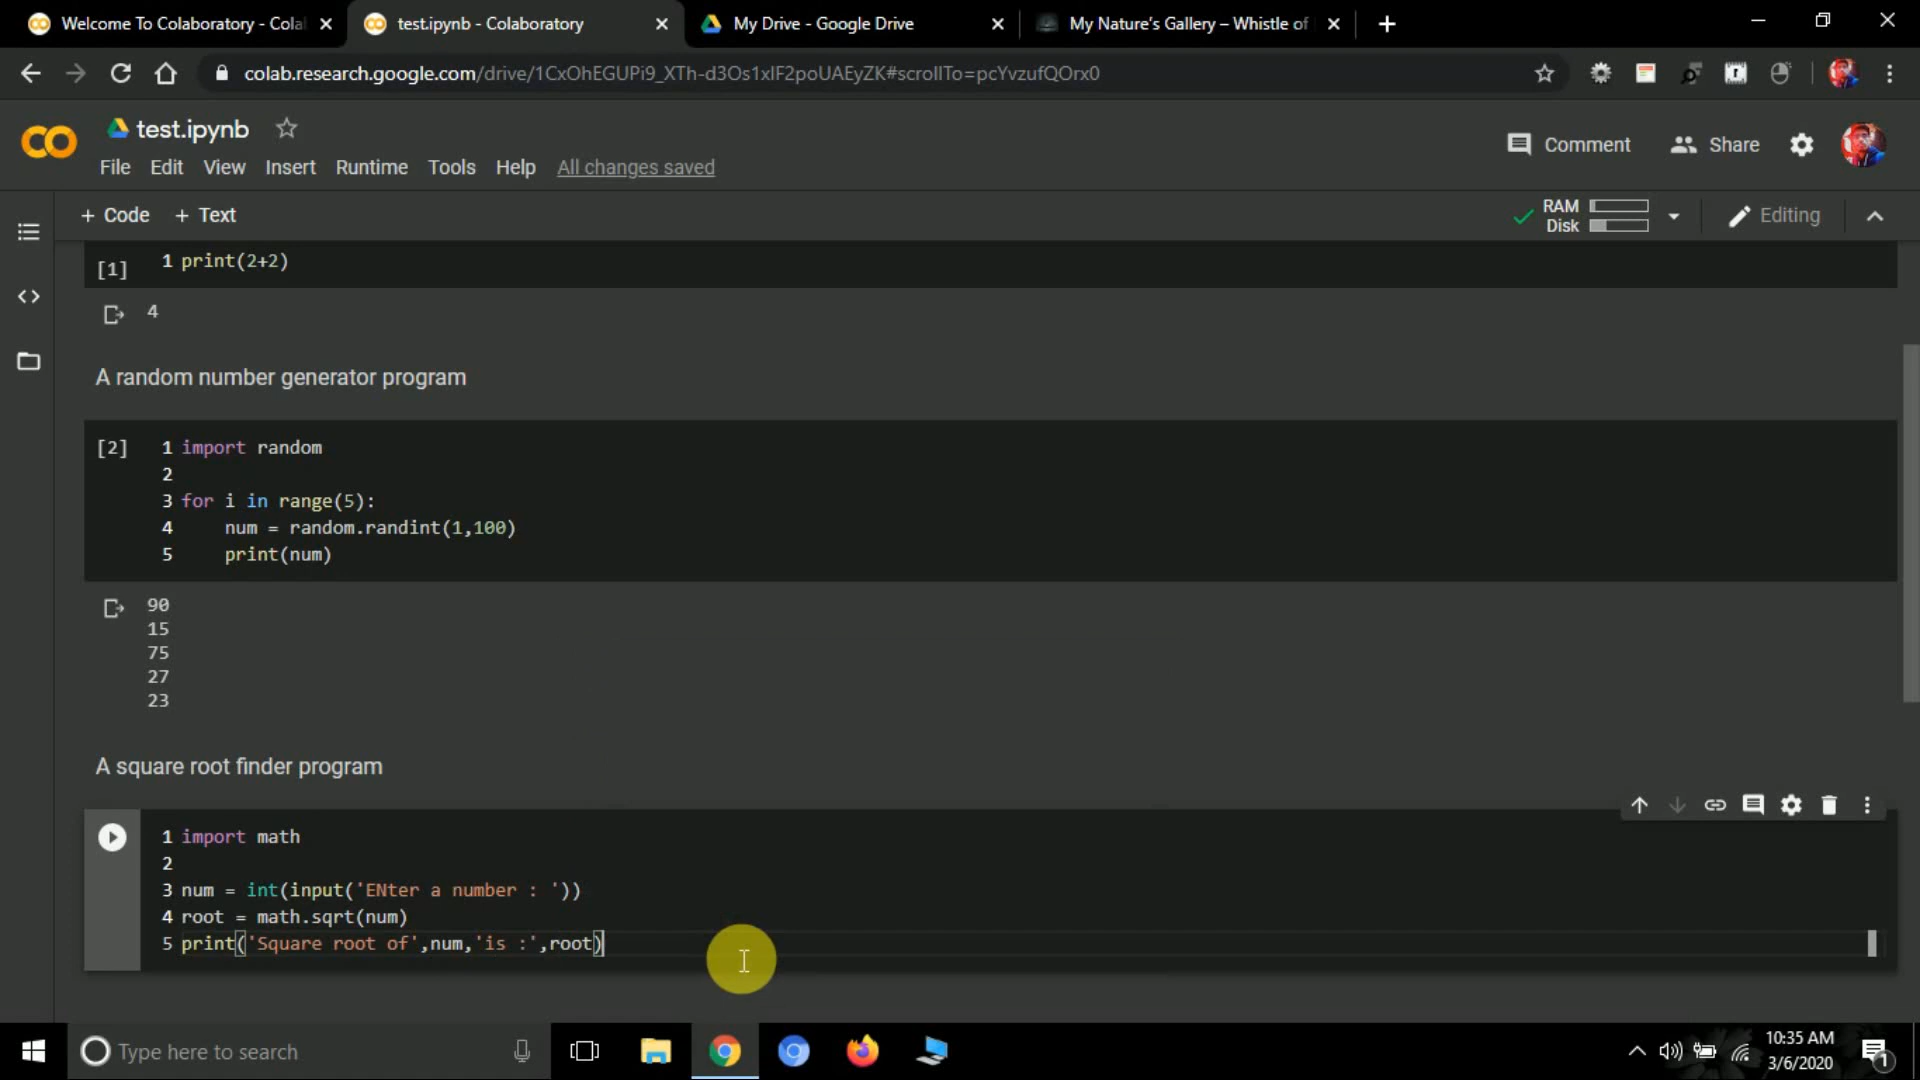 Welcome To Colaboratory - Cola
test.ipynb - Colaboratory
My Drive - Google Drive
My Nature's Gallery – Whistle of
colab.research.google.com/drive/1CxOhEGUPi9_XTh-d3Os1xIF2poUAEyZK#scrollTo=pcYvzufQOrx0
test.ipynb
Comment
Share
File Edit View Insert Runtime Tools Help All changes saved
+ Code + Text
RAM
Disk
Editing
[1] 1 print(2+2)
4
A random number generator program
[2] 1 import random
2
3 for i in range(5):
4 num = random.randint(1,100)
5 print(num)
90
15
75
27
23
A square root finder program
1 import math
2
3 num = int(input('ENter a number : '))
4 root = math.sqrt(num)
5 print('Square root of',num,'is :',root)
Type here to search
10:35 AM
3/6/2020
1